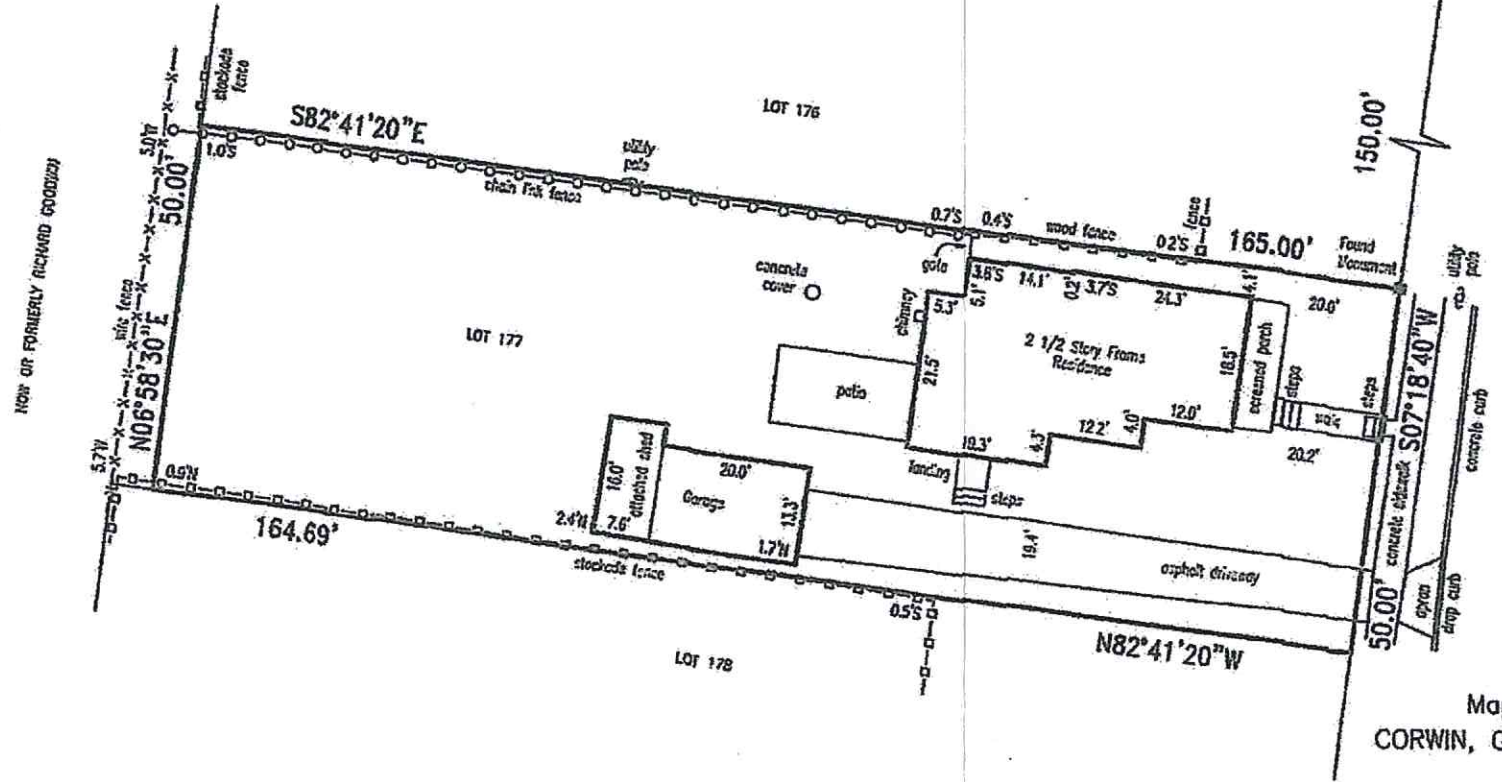 LOT 176
150.00'
stockade
fence
S82°41'20"E
utility
pole
5.0'W
1.0'S
chain link fence
0.7'S
0.4'S
wood fence
fence
0.2'S
165.00'
Found
Monument
utility
pole
NOW OR FORMERLY RICHARD
50.00'
wire fence
N06°58'30"E
gate
3.8'S
14.1'
0.2'
3.7'S
24.3'
4.1'
20.0'
concrete
cover
chimney
5.3'
5.1'
LOT 177
2 1/2 Story Frame
Residence
21.5'
18.5'
screened porch
steps
walk
steps
S07°18'40"W
concrete curb
patio
12.0'
12.2'
4.0'
4.3'
19.3'
20.2'
concrete sidewalk
5.7'W
0.9'N
landing
steps
16.0'
attached shed
20.0'
Garage
13.3'
164.69'
2.4'N
7.6'
1.7'N
19.4'
asphalt driveway
stockade fence
0.5'S
50.00'
apron
drop curb
N82°41'20"W
LOT 178
Ma
CORWIN, G